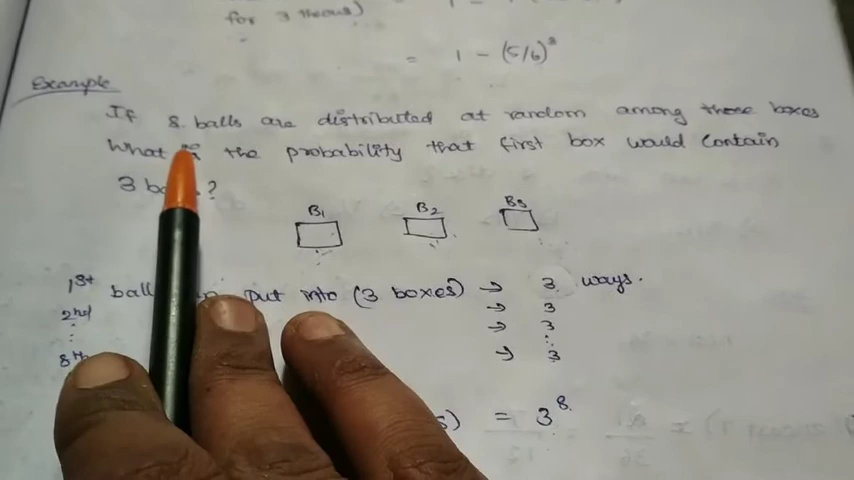 for 3 throws)
= 1 - (5/6)³
Example
If 8 balls are distributed at random among three boxes
What is the probability that first box would contain
3 ba ?
B1 B2 B3
1st ball put into (3 boxes) → 3 ways.
2nd → 3
: → 3
:
8th → 3
= 3⁸.